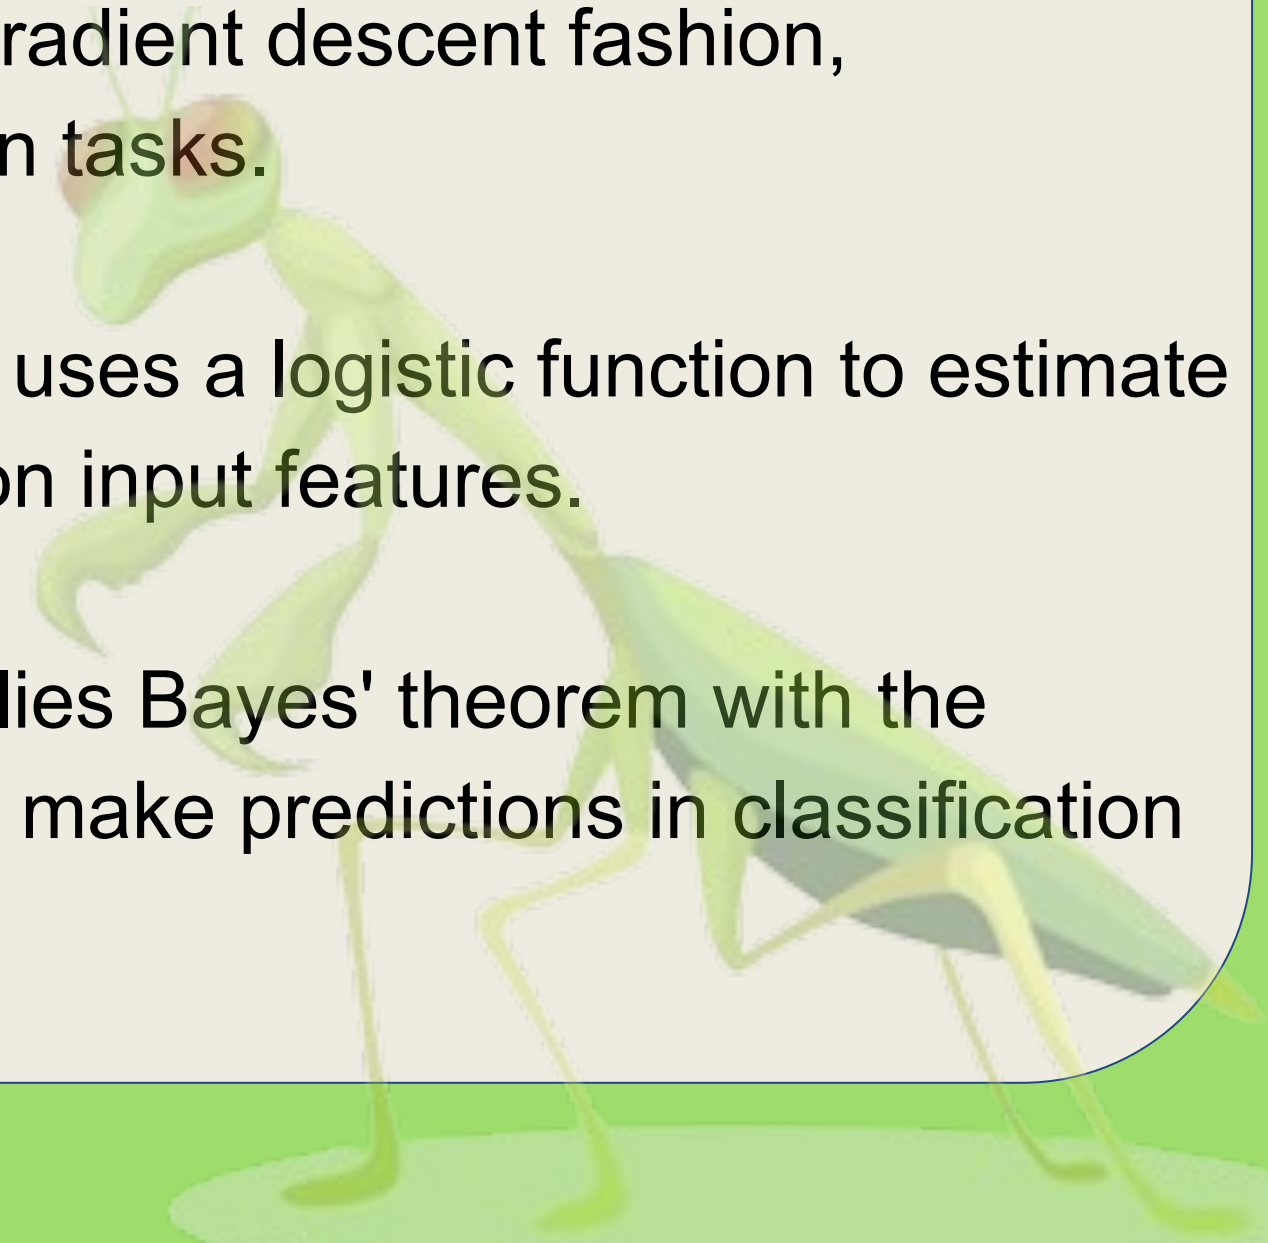 radient descent fashion,
n tasks.
uses a logistic function to estimate
on input features.
lies Bayes' theorem with the
make predictions in classification